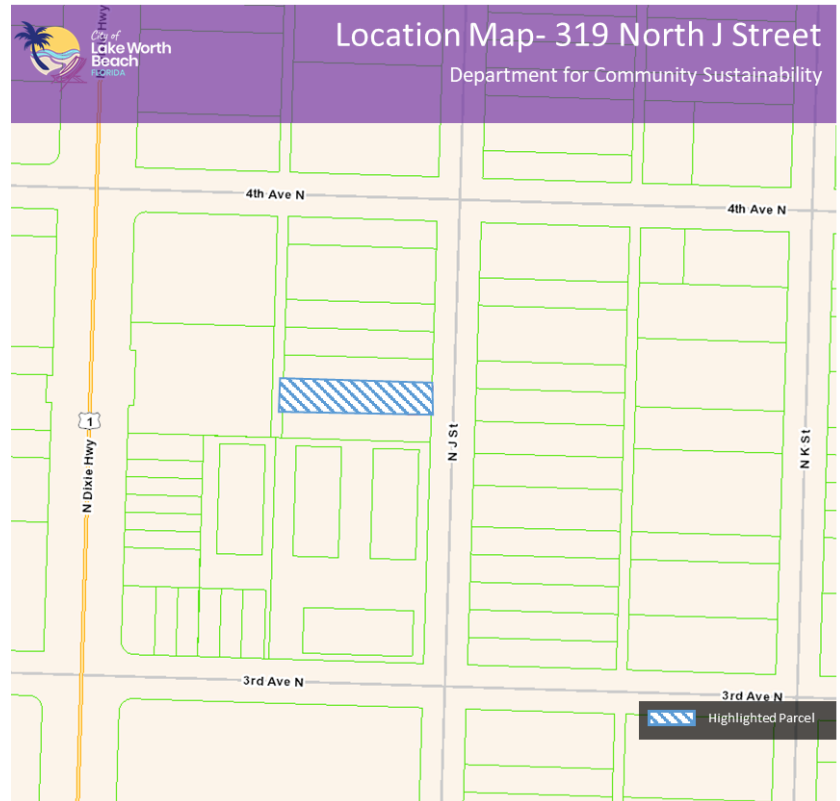 City of
Lake Worth
Beach
FLORIDA
Location Map- 319 North J Street
Department for Community Sustainability
Hwy
4th Ave N
4th Ave N
1
N Dixie Hwy
N J St
N K St
3rd Ave N
3rd Ave N
Highlighted Parcel